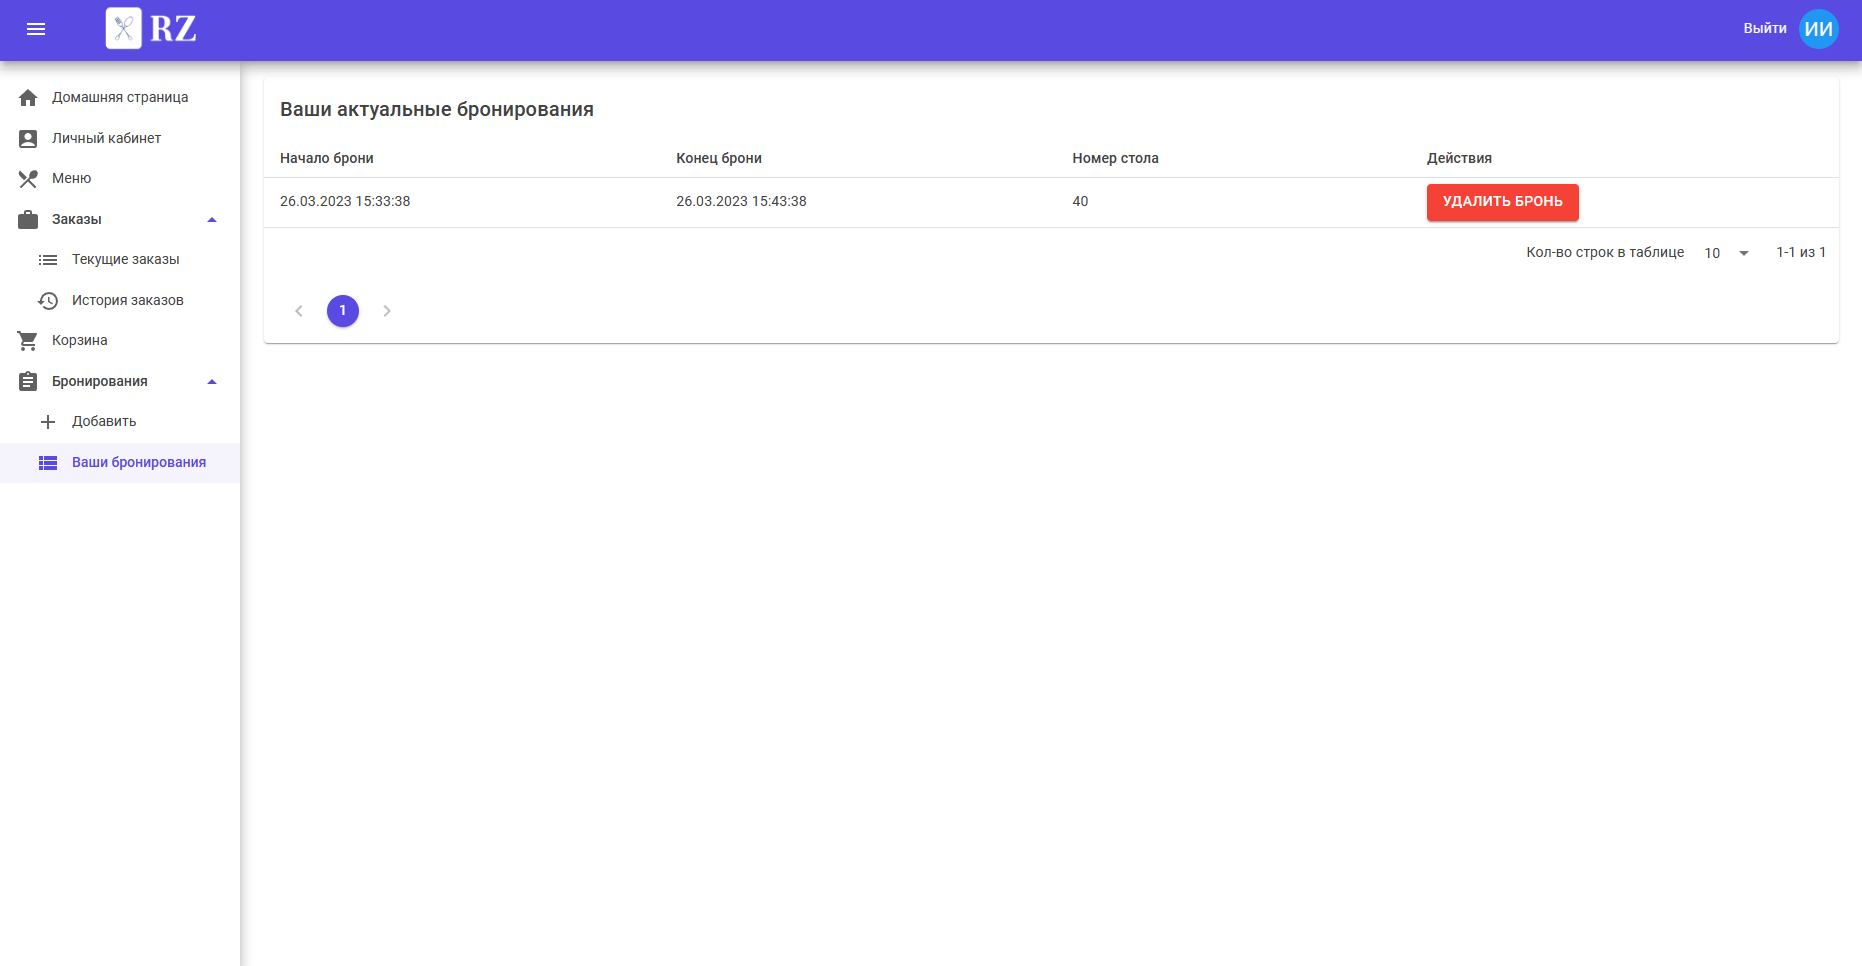 RZ
Выйти
ИИ
Домашняя страница
Личный кабинет
Меню
Заказы
Текущие заказы
История заказов
Корзина
Бронирования
Добавить
Ваши бронирования
Ваши актуальные бронирования
Начало брони Конец брони Номер стола Действия
26.03.2023 15:33:38 26.03.2023 15:43:38 40 УДАЛИТЬ БРОНЬ
Кол-во строк в таблице 10 1-1 из 1
1